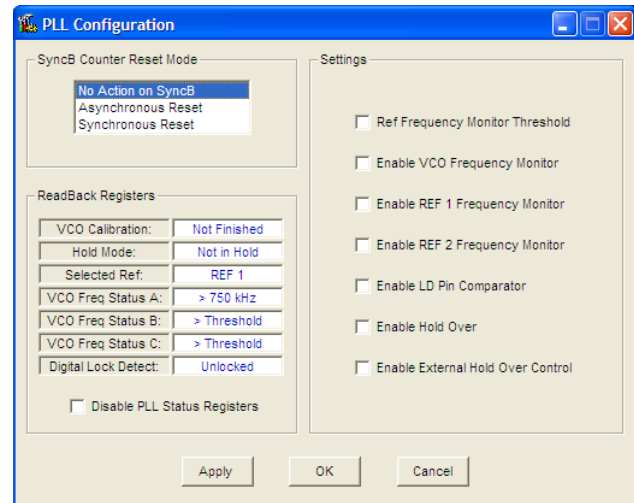 PLL Configuration
SyncB Counter Reset Mode
No Action on SyncB
Asynchronous Reset
Synchronous Reset
ReadBack Registers
VCO Calibration: Not Finished
Hold Mode: Not in Hold
Selected Ref: REF 1
VCO Freq Status A: > 750 kHz
VCO Freq Status B: > Threshold
VCO Freq Status C: > Threshold
Digital Lock Detect: Unlocked
Disable PLL Status Registers
Settings
Ref Frequency Monitor Threshold
Enable VCO Frequency Monitor
Enable REF 1 Frequency Monitor
Enable REF 2 Frequency Monitor
Enable LD Pin Comparator
Enable Hold Over
Enable External Hold Over Control
Apply OK Cancel